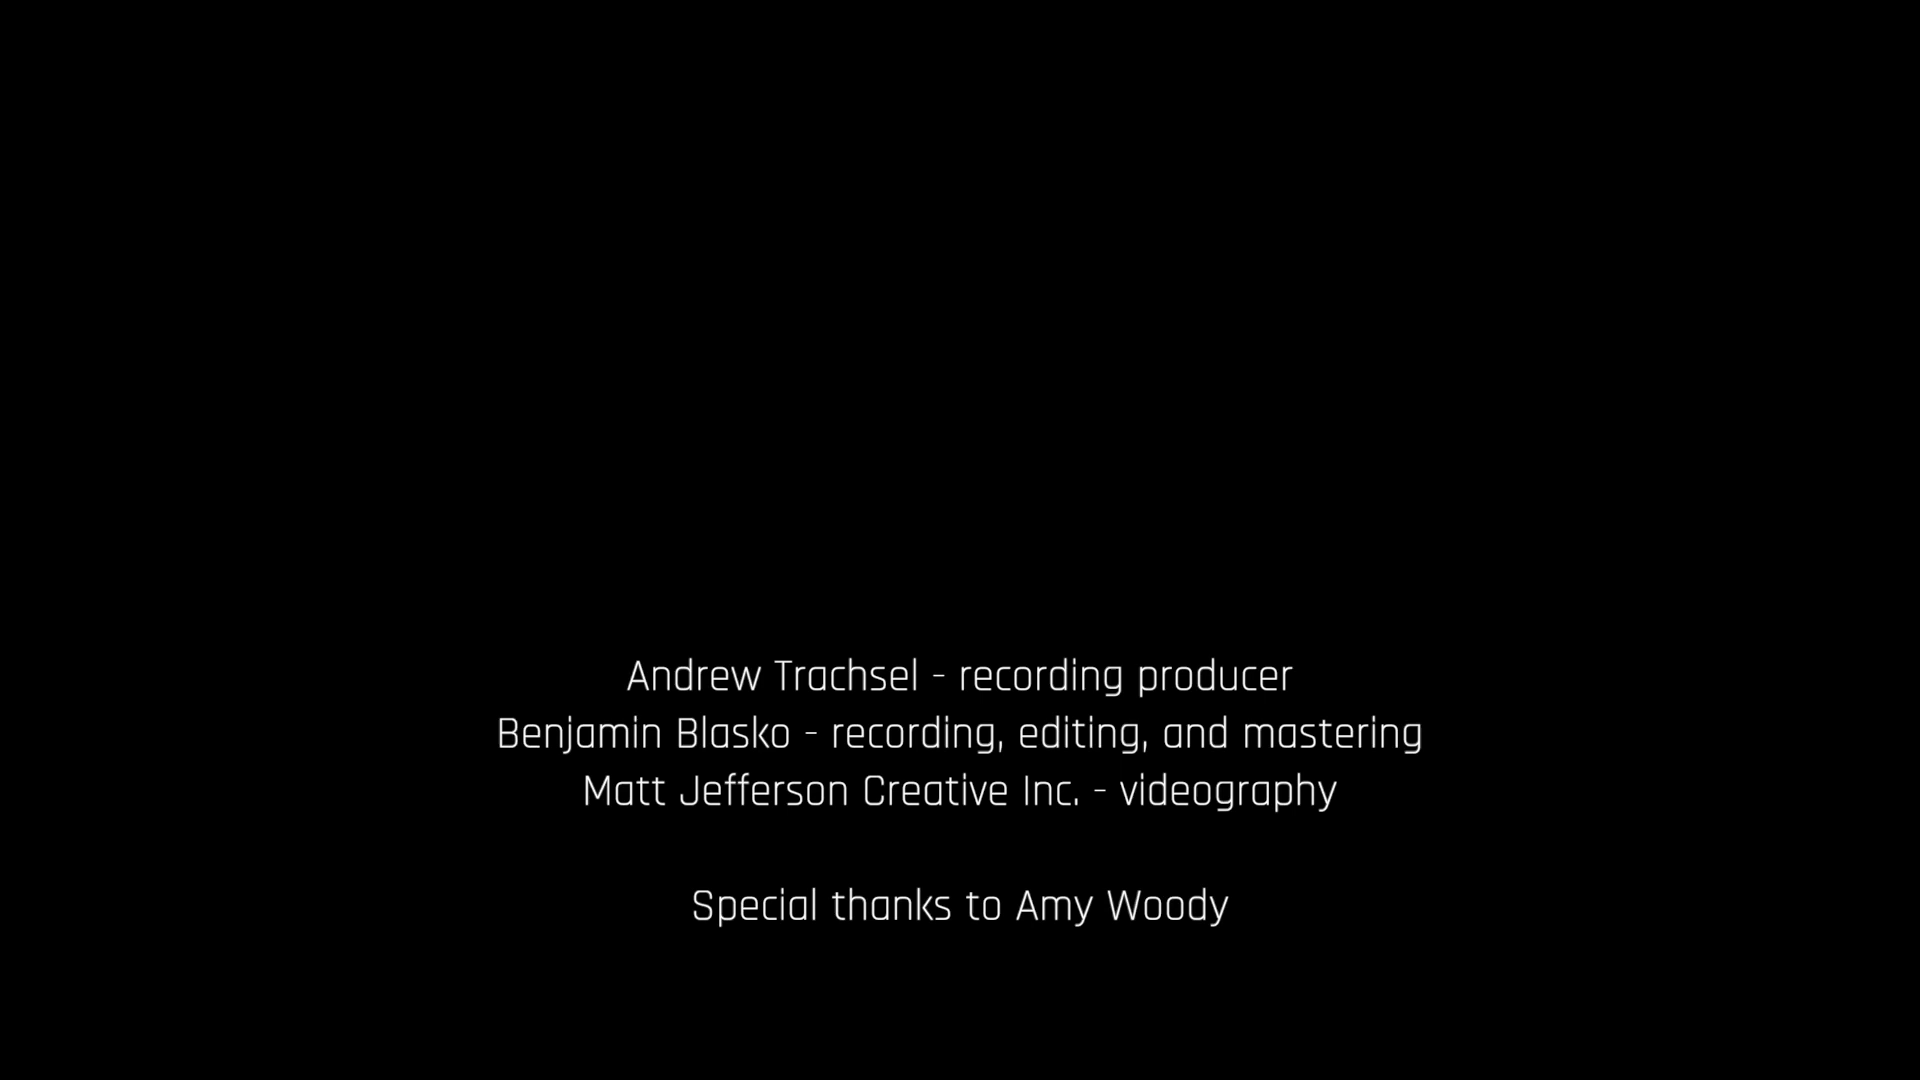 Andrew Trachsel - recording producer
Benjamin Blasko - recording, editing, and mastering
Matt Jefferson Creative Inc. - videography
Special thanks to Amy Woody